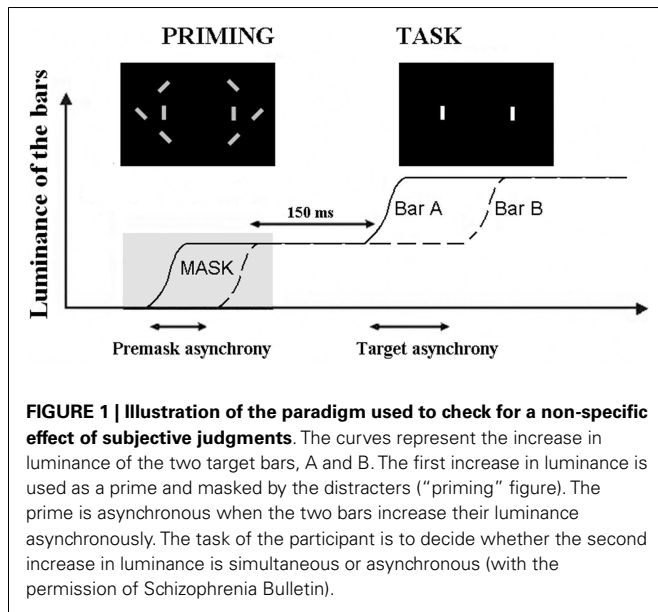 PRIMING TASK
Luminance of the bars
150 ms
Bar A
Bar B
MASK
Premask asynchrony
Target asynchrony
FIGURE 1 | Illustration of the paradigm used to check for a non-specific
effect of subjective judgments. The curves represent the increase in
luminance of the two target bars, A and B. The first increase in luminance is
used as a prime and masked by the distracters (“priming” figure). The
prime is asynchronous when the two bars increase their luminance
asynchronously. The task of the participant is to decide whether the second
increase in luminance is simultaneous or asynchronous (with the
permission of Schizophrenia Bulletin).